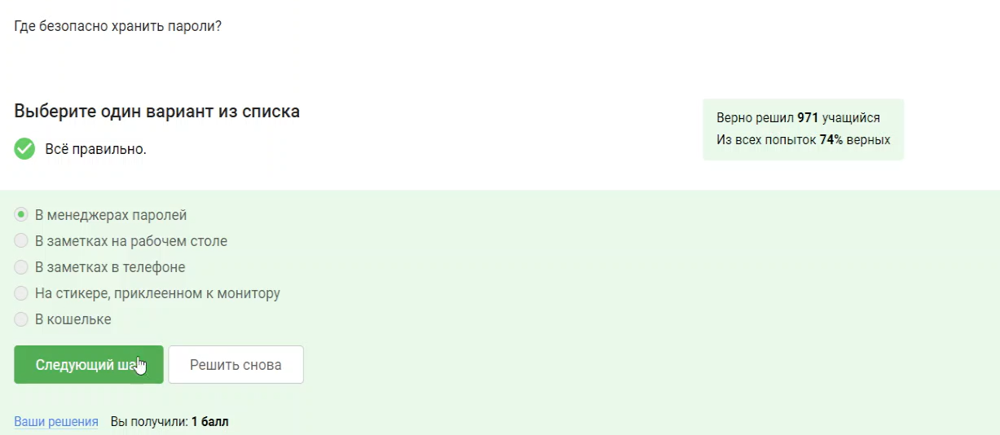 Где безопасно хранить пароли?
Выберите один вариант из списка
Верно решил 971 учащийся
Из всех попыток 74% верных
Всё правильно.
В менеджерах паролей
В заметках на рабочем столе
В заметках в телефоне
На стикере, приклеенном к монитору
В кошельке
Следующий ша
Решить снова
Ваши решения Вы получили: 1 балл